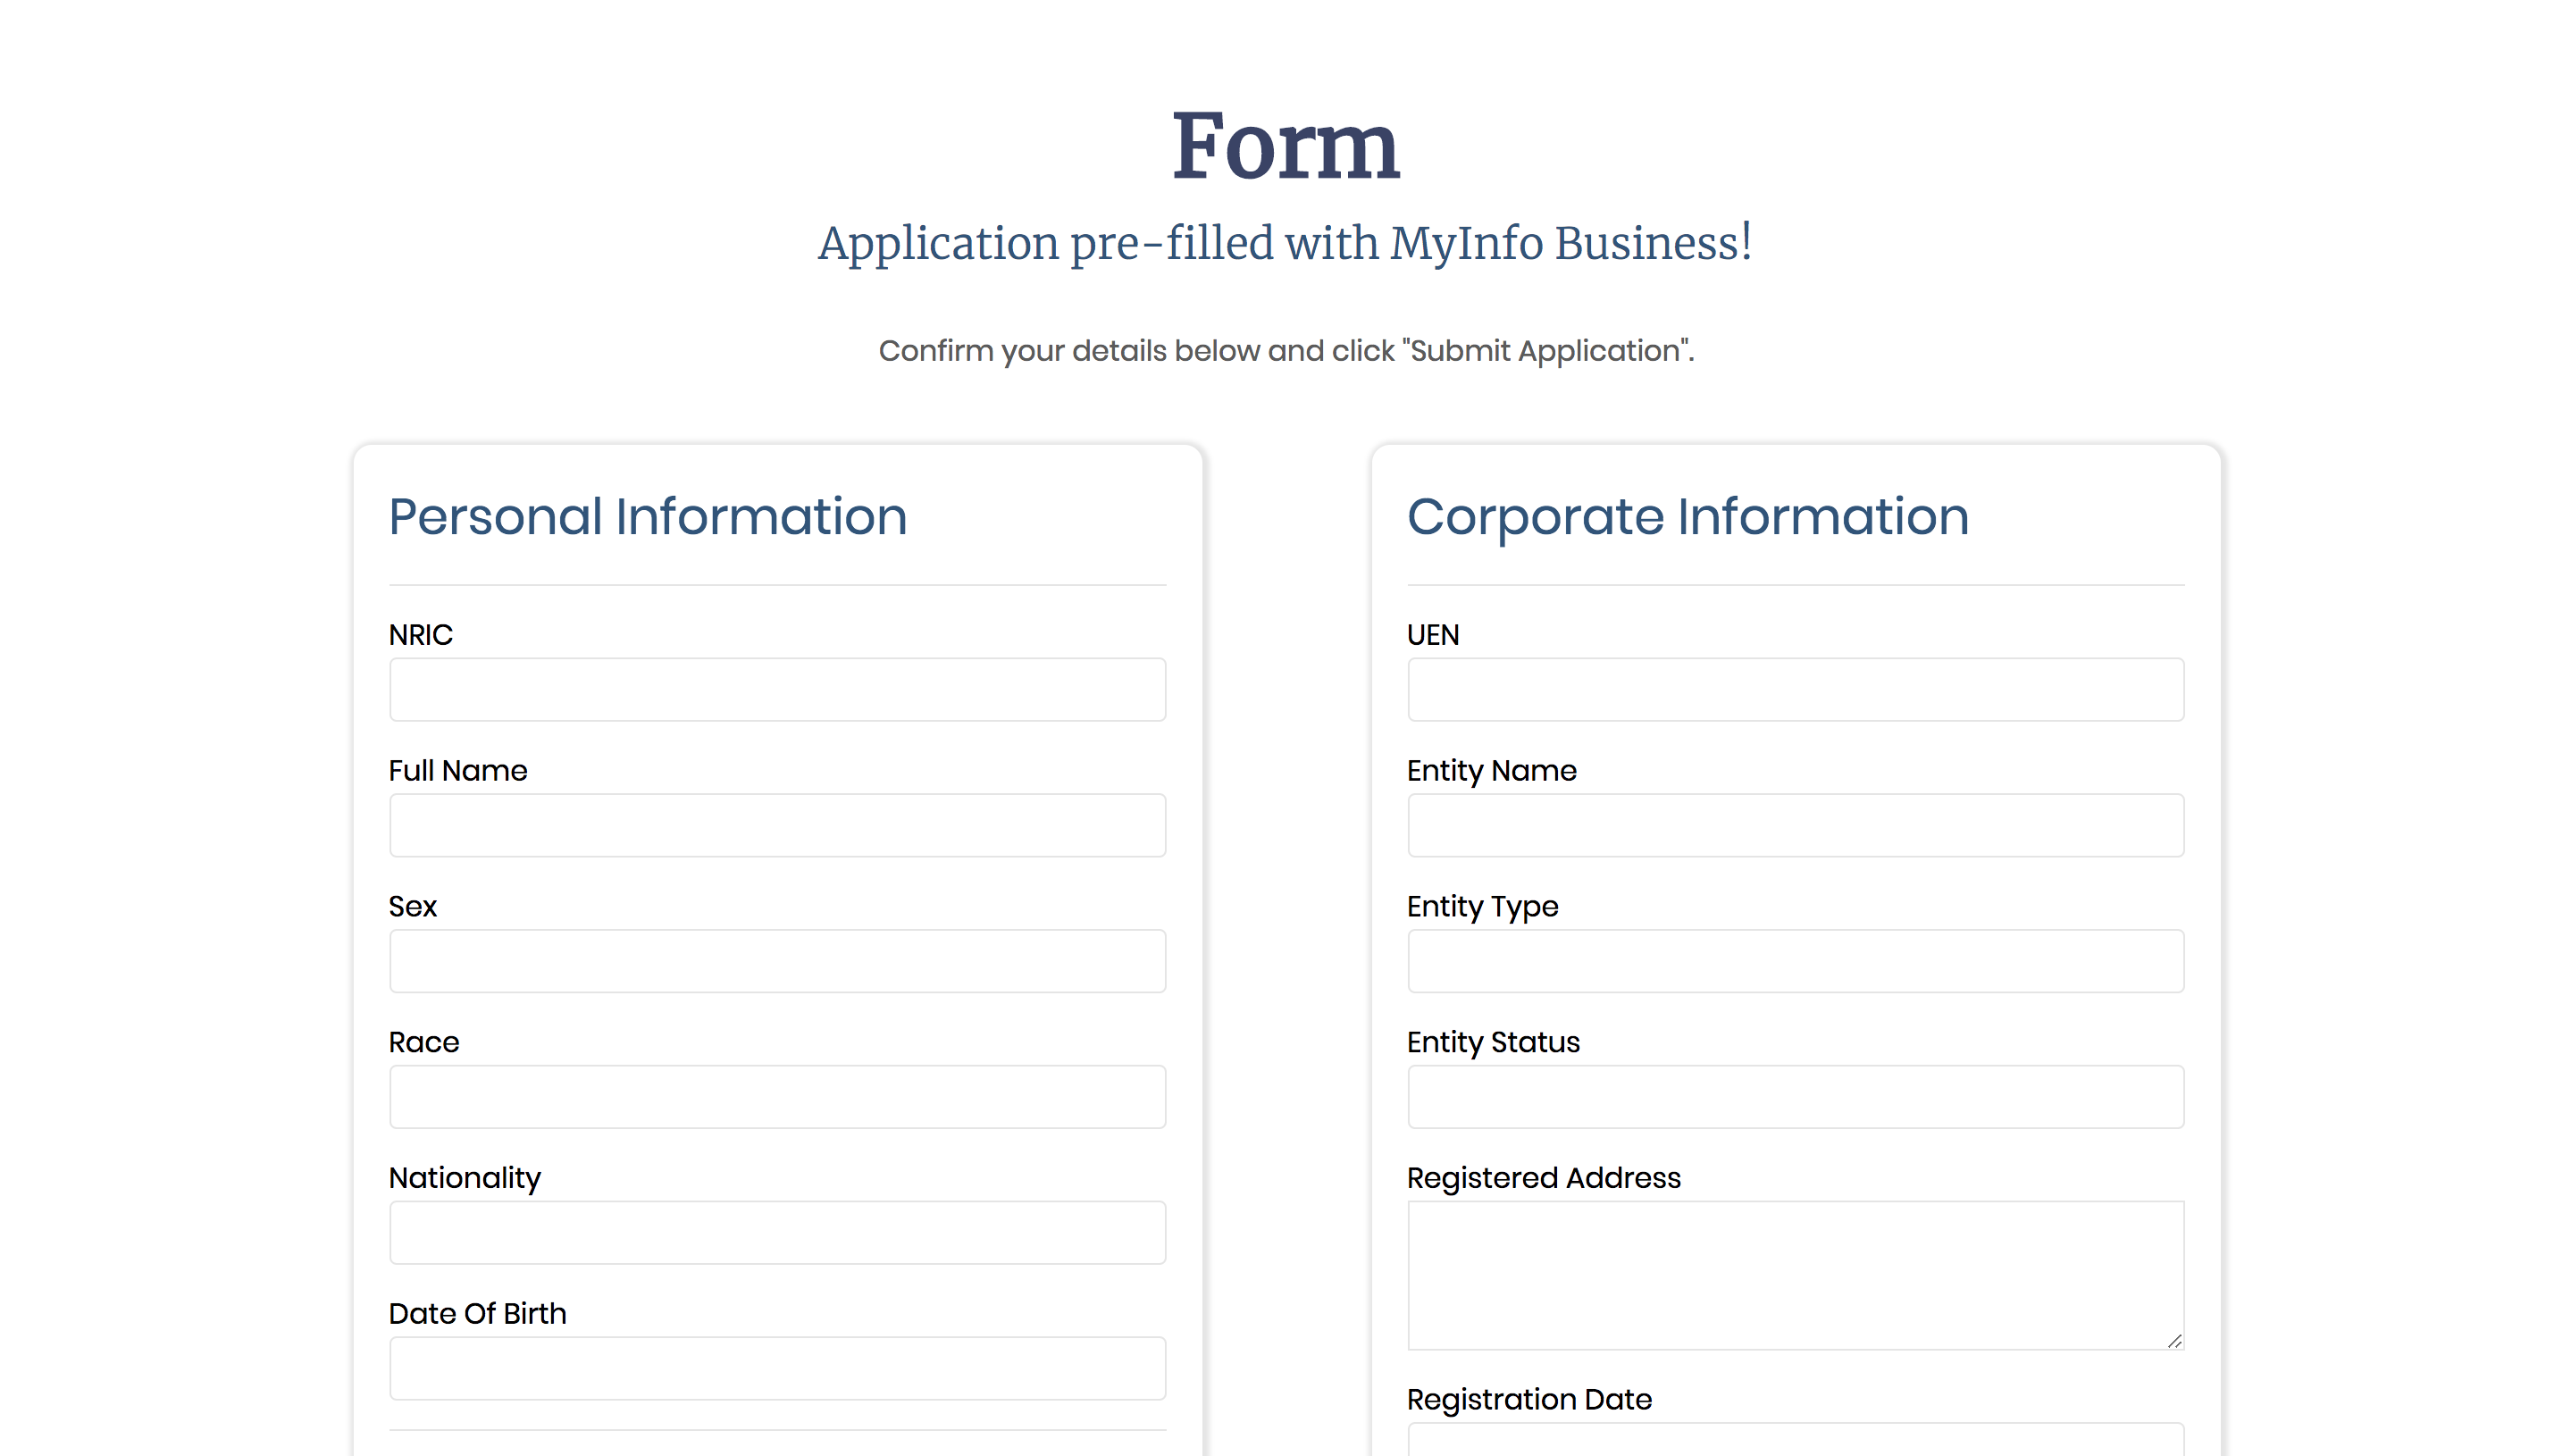 Form
Application pre-filled with MyInfo Business!
Confirm your details below and click "Submit Application".
Personal Information
NRIC
Full Name
Sex
Race
Nationality
Date Of Birth
Corporate Information
UEN
Entity Name
Entity Type
Entity Status
Registered Address
Registration Date